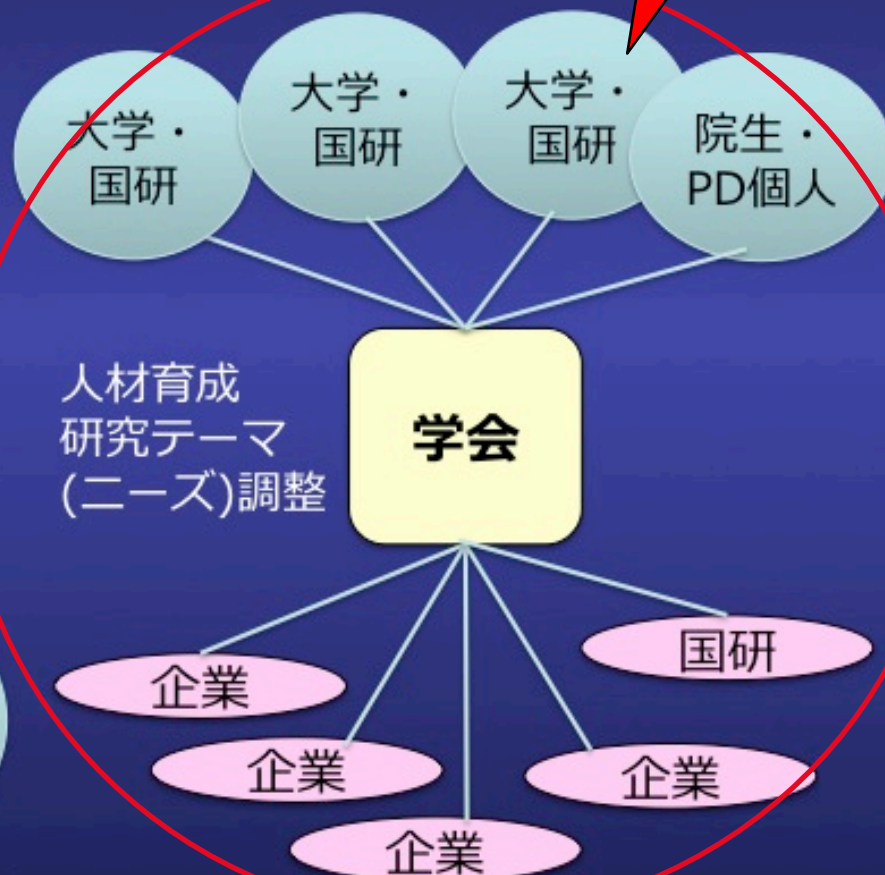 大学・
国研
大学・
国研
大学・
国研
院生・
PD個人
人材育成
研究テーマ
(ニーズ)調整
学会
企業
国研
企業
企業
企業